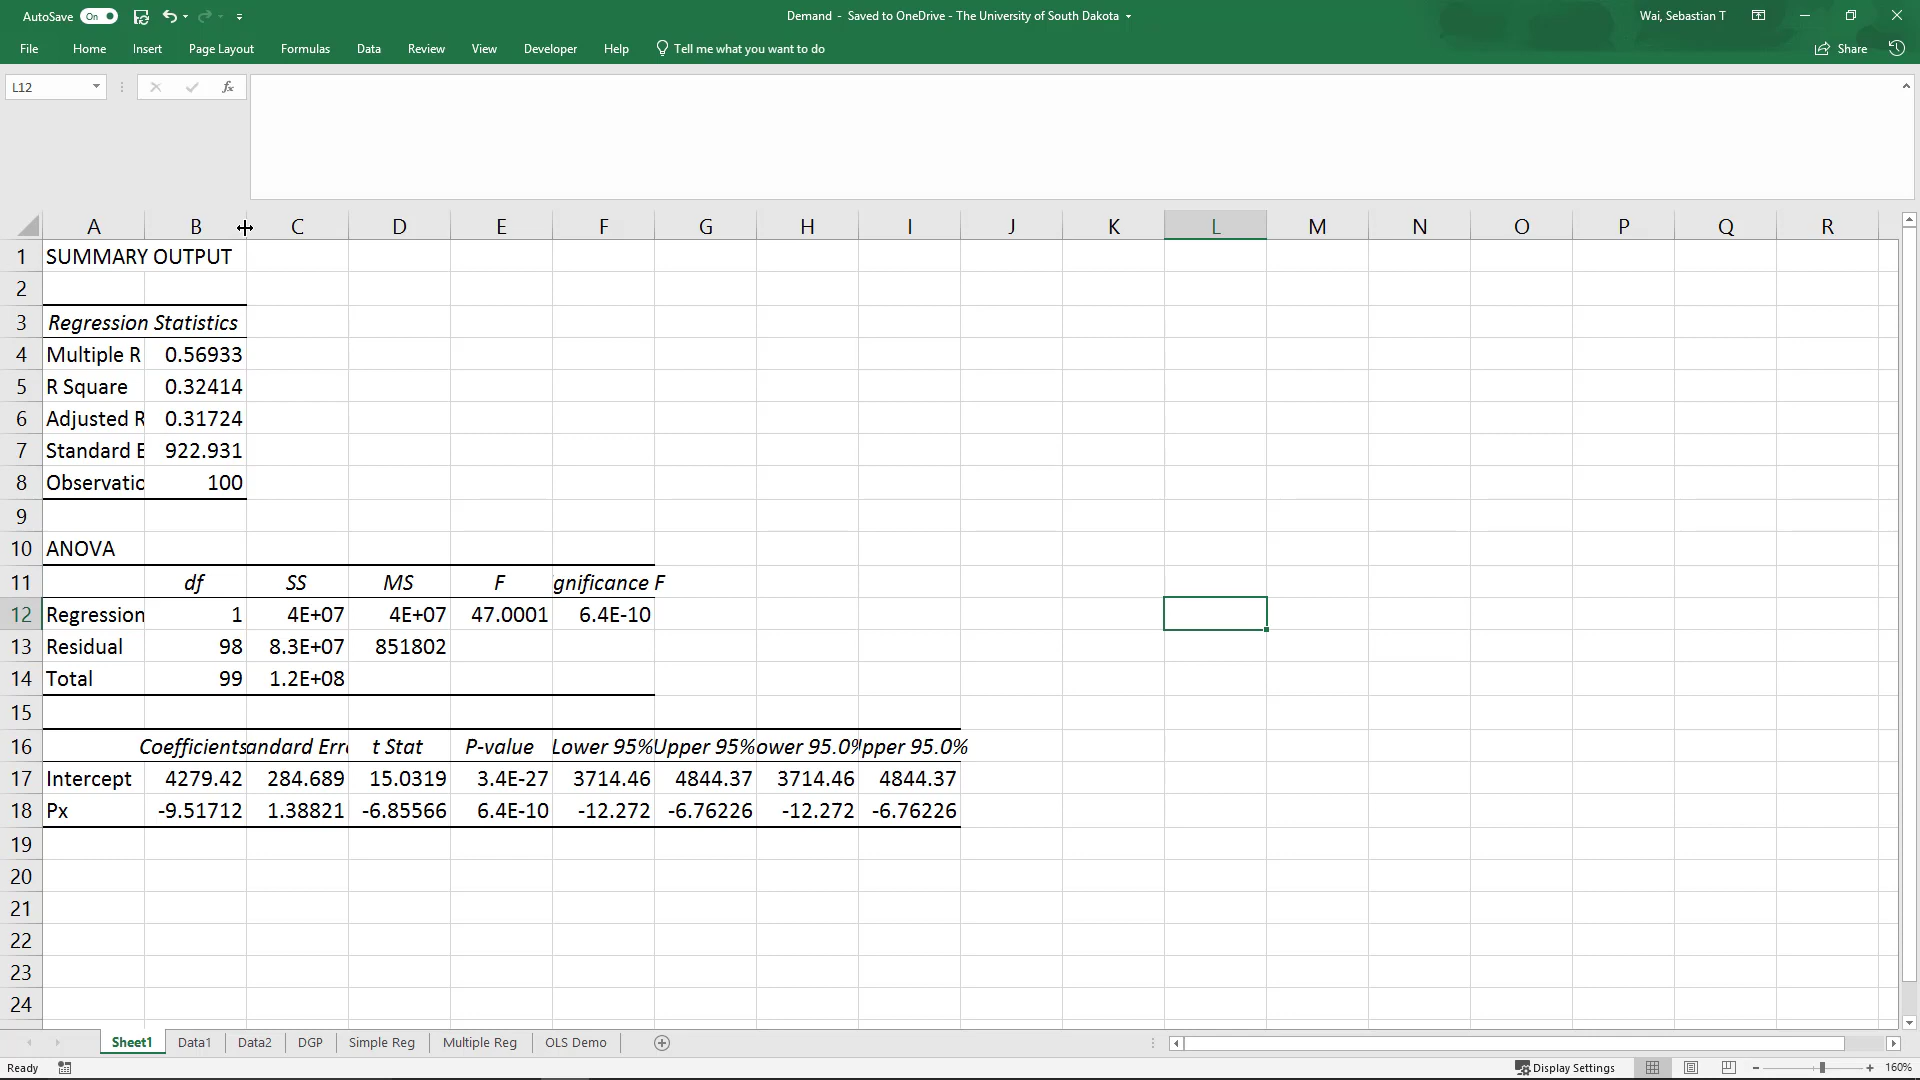 AutoSave On Demand - Saved to OneDrive - The University of South Dakota Wai, Sebastian T
File Home Insert Page Layout Formulas Data Review View Developer Help Tell me what you want to do Share
L12 fx
A B C D E F G H I J K L M N O P Q R
1 SUMMARY OUTPUT
2
3 Regression Statistics
4 Multiple R 0.56933
5 R Square 0.32414
6 Adjusted R 0.31724
7 Standard E 922.931
8 Observatio 100
9
10 ANOVA
11 df SS MS F gnificance F
12 Regression 1 4E+07 4E+07 47.0001 6.4E-10
13 Residual 98 8.3E+07 851802
14 Total 99 1.2E+08
15
16 Coefficients andard Erro t Stat P-value Lower 95% Upper 95% ower 95.0% pper 95.0%
17 Intercept 4279.42 284.689 15.0319 3.4E-27 3714.46 4844.37 3714.46 4844.37
18 Px -9.51712 1.38821 -6.85566 6.4E-10 -12.272 -6.76226 -12.272 -6.76226
19
20
21
22
23
24
Sheet1 Data1 Data2 DGP Simple Reg Multiple Reg OLS Demo
Ready Display Settings 160%